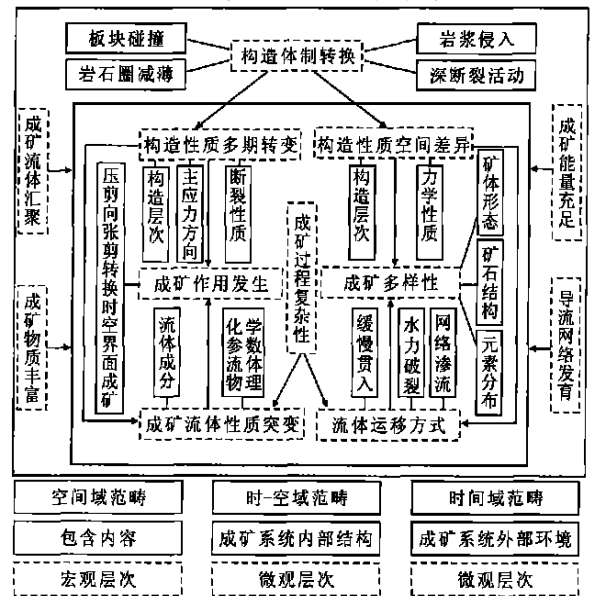 板块碰撞
岩浆侵入
构造体制转换
岩石圈减薄
深断裂活动
成矿流体汇聚
成矿能量充足
构造性质多期转变
构造性质空间差异
压剪向张剪转换时空界面成矿
构造层次
主应力方向
断裂性质
成矿过程复杂性
构造层次
力学性质
矿体形态
成矿作用发生
成矿多样性
矿石结构
成矿物质丰富
导流网络发育
流体成分
化参流物
学数体理
缓慢贯入
水力破裂
网络渗流
元素分布
成矿流体性质突变
流体运移方式
空间域范畴
时-空域范畴
时间域范畴
包含内容
成矿系统内部结构
成矿系统外部环境
宏观层次
微观层次
微观层次